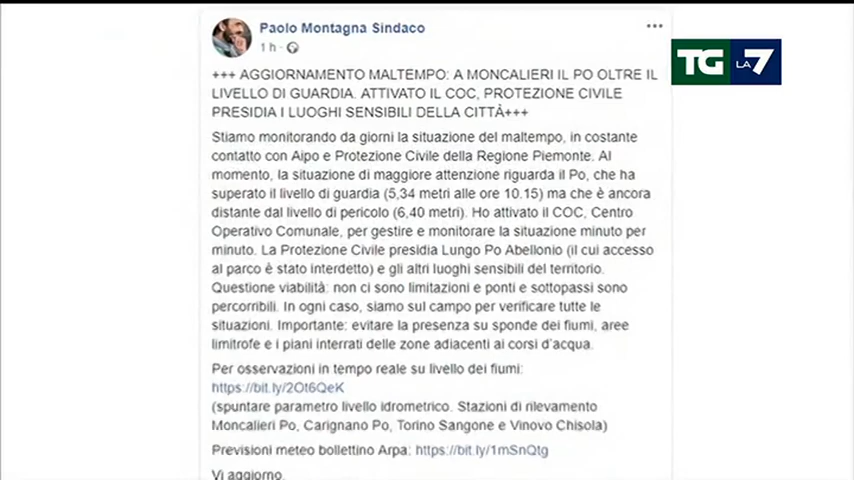 Paolo Montagna Sindaco
1 h ·
TG LA 7
+++ AGGIORNAMENTO MALTEMPO: A MONCALIERI IL PO OLTRE IL
LIVELLO DI GUARDIA. ATTIVATO IL COC, PROTEZIONE CIVILE
PRESIDIA I LUOGHI SENSIBILI DELLA CITTÀ+++
Stiamo monitorando da giorni la situazione del maltempo, in costante
contatto con Aipo e Protezione Civile della Regione Piemonte. Al
momento, la situazione di maggiore attenzione riguarda il Po, che ha
superato il livello di guardia (5,34 metri alle ore 10.15) ma che è ancora
distante dal livello di pericolo (6,40 metri). Ho attivato il COC, Centro
Operativo Comunale, per gestire e monitorare la situazione minuto per
minuto. La Protezione Civile presidia Lungo Po Abellonio (il cui accesso
al parco è stato interdetto) e gli altri luoghi sensibili del territorio.
Questione viabilità: non ci sono limitazioni e ponti e sottopassi sono
percorribili. In ogni caso, siamo sul campo per verificare tutte le
situazioni. Importante: evitare la presenza su sponde dei fiumi, aree
limitrofe e i piani interrati delle zone adiacenti ai corsi d'acqua.
Per osservazioni in tempo reale su livello dei fiumi:
https://bit.ly/2Ot6QeK
(spuntare parametro livello idrometrico. Stazioni di rilevamento
Moncalieri Po, Carignano Po, Torino Sangone e Vinovo Chisola)
Previsioni meteo bollettino Arpa: https://bit.ly/1mSnQtg
Vi aggiorno.